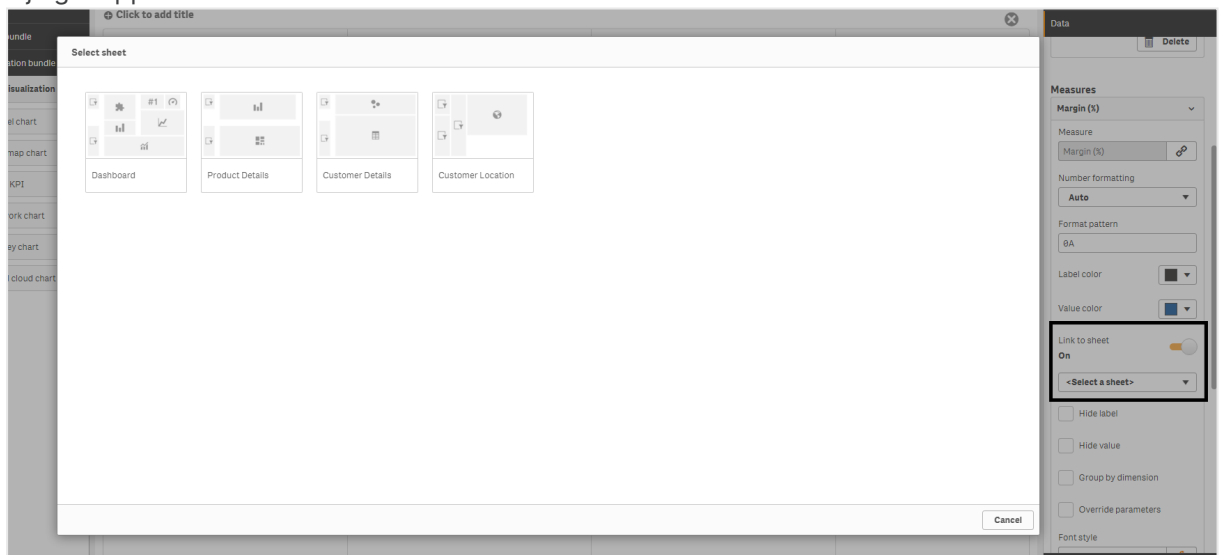 Click to add title
Data
bundle
ation bundle
isualization
el chart
map chart
KPI
ork chart
ey chart
cloud chart
Select sheet
#1
Dashboard
Product Details
Customer Details
Customer Location
Cancel
Delete
Measures
Margin (%)
Measure
Margin (%)
Number formatting
Auto
Format pattern
0A
Label color
Value color
Link to sheet
On
<Select a sheet>
Hide label
Hide value
Group by dimension
Override parameters
Font style